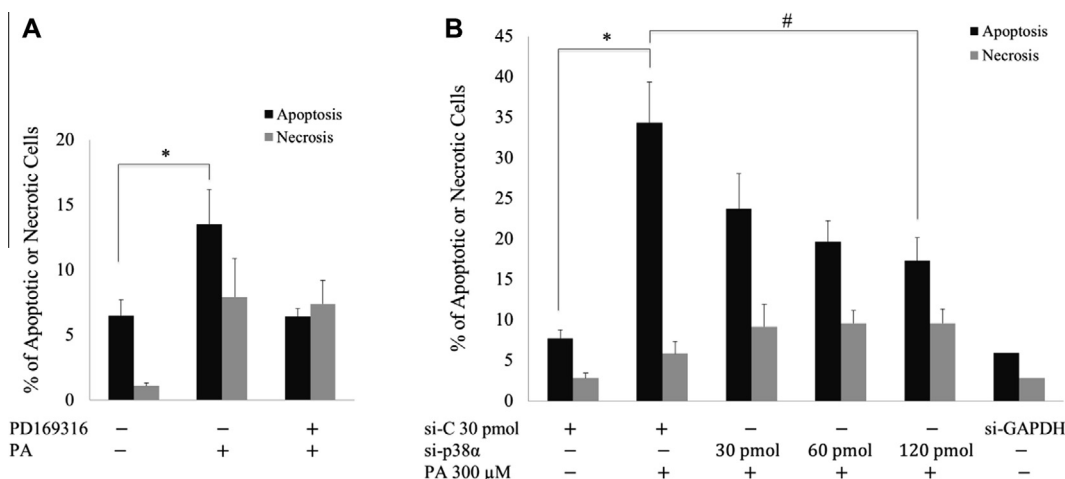 A
% of Apoptotic or Necrotic Cells
Apoptosis
Necrosis
20
15
10
5
0
*
PD169316 − − +
PA − + +
B
% of Apoptotic or Necrotic Cells
Apoptosis
Necrosis
45
40
35
30
25
20
15
10
5
0
*
#
si-C 30 pmol + + − − − si-GAPDH
si-p38α − − 30 pmol 60 pmol 120 pmol
PA 300 µM − + + + + −